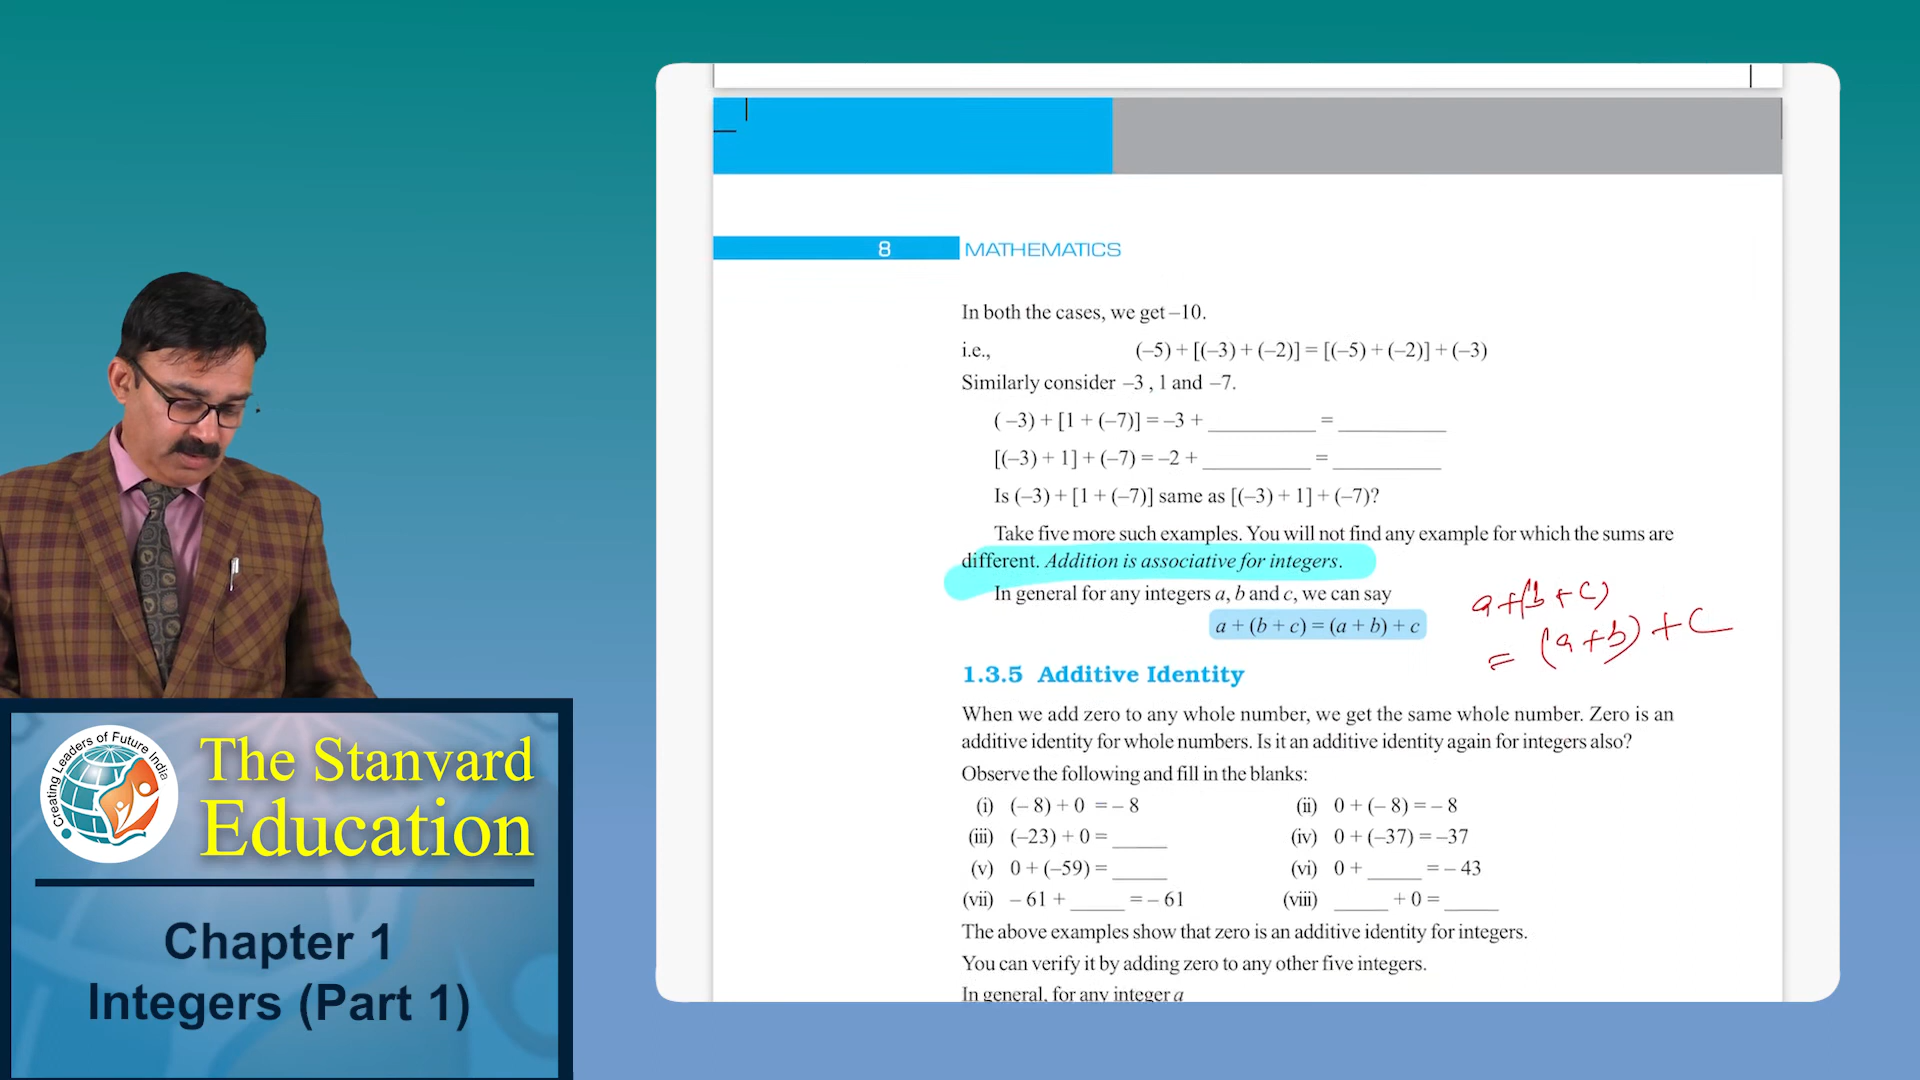 8 MATHEMATICS
In both the cases, we get –10.
i.e., (–5) + [(–3) + (–2)] = [(–5) + (–2)] + (–3)
Similarly consider –3 , 1 and –7.
( –3) + [1 + (–7)] = –3 + __________ = __________
[(–3) + 1] + (–7) = –2 + __________ = __________
Is (–3) + [1 + (–7)] same as [(–3) + 1] + (–7)?
Take five more such examples. You will not find any example for which the sums are
different. Addition is associative for integers.
In general for any integers a, b and c, we can say
a + (b + c) = (a + b) + c
a+(b+c)
= (a+b)+c
1.3.5 Additive Identity
When we add zero to any whole number, we get the same whole number. Zero is an
additive identity for whole numbers. Is it an additive identity again for integers also?
Observe the following and fill in the blanks:
(i) (– 8) + 0 = – 8 (ii) 0 + (– 8) = – 8
(iii) (–23) + 0 = _____ (iv) 0 + (–37) = –37
(v) 0 + (–59) = _____ (vi) 0 + _____ = – 43
(vii) – 61 + _____ = – 61 (viii) _____ + 0 = _____
The above examples show that zero is an additive identity for integers.
You can verify it by adding zero to any other five integers.
In general, for any integer a
Creating Leaders of Future India
The Stanvard
Education
Chapter 1
Integers (Part 1)